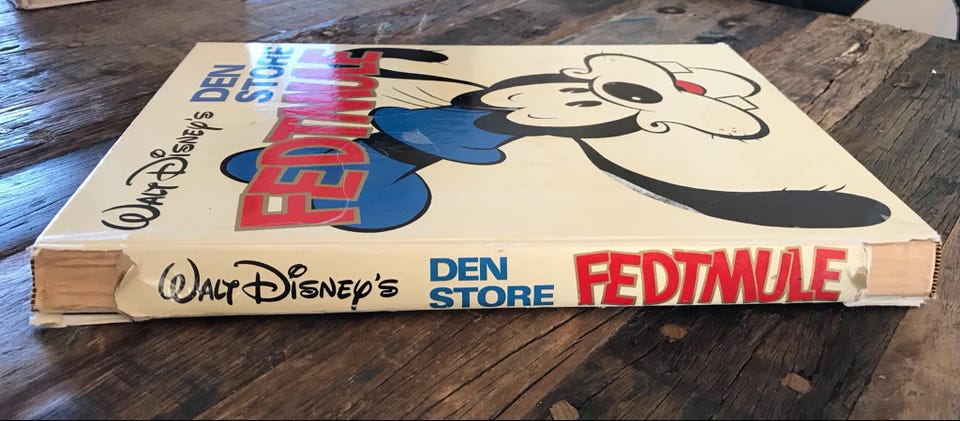 WALT DISNEY'S
DEN
STORE
FEDTMULE
WALT DISNEY'S
DEN
STORE
FEDTMULE